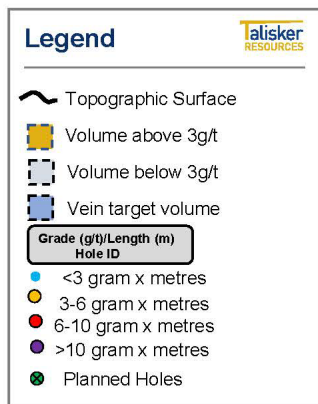 Legend
Talisker
RESOURCES
Topographic Surface
Volume above 3g/t
Volume below 3g/t
Vein target volume
Grade (g/t)/Length (m)
Hole ID
<3 gram x metres
3-6 gram x metres
6-10 gram x metres
>10 gram x metres
Planned Holes